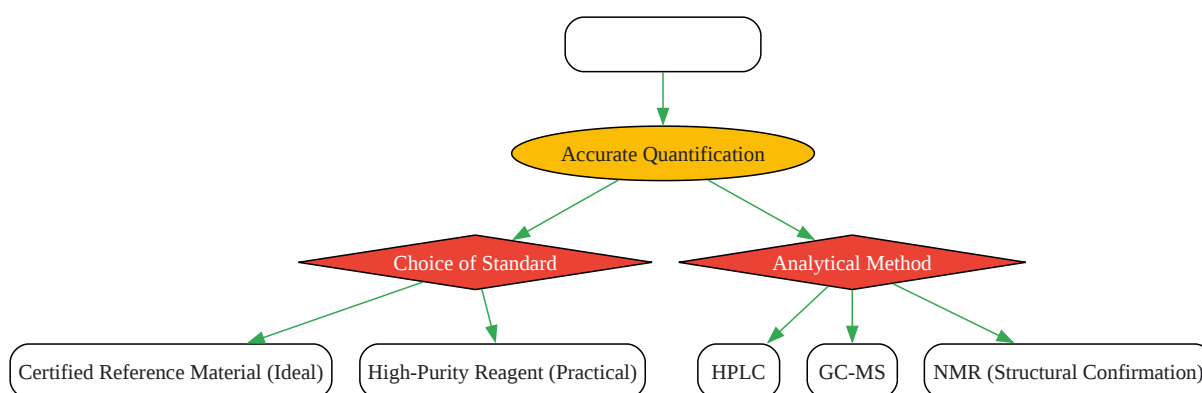 Accurate Quantification
Choice of Standard
Analytical Method
Certified Reference Material (Ideal)
High-Purity Reagent (Practical)
HPLC
GC-MS
NMR (Structural Confirmation)